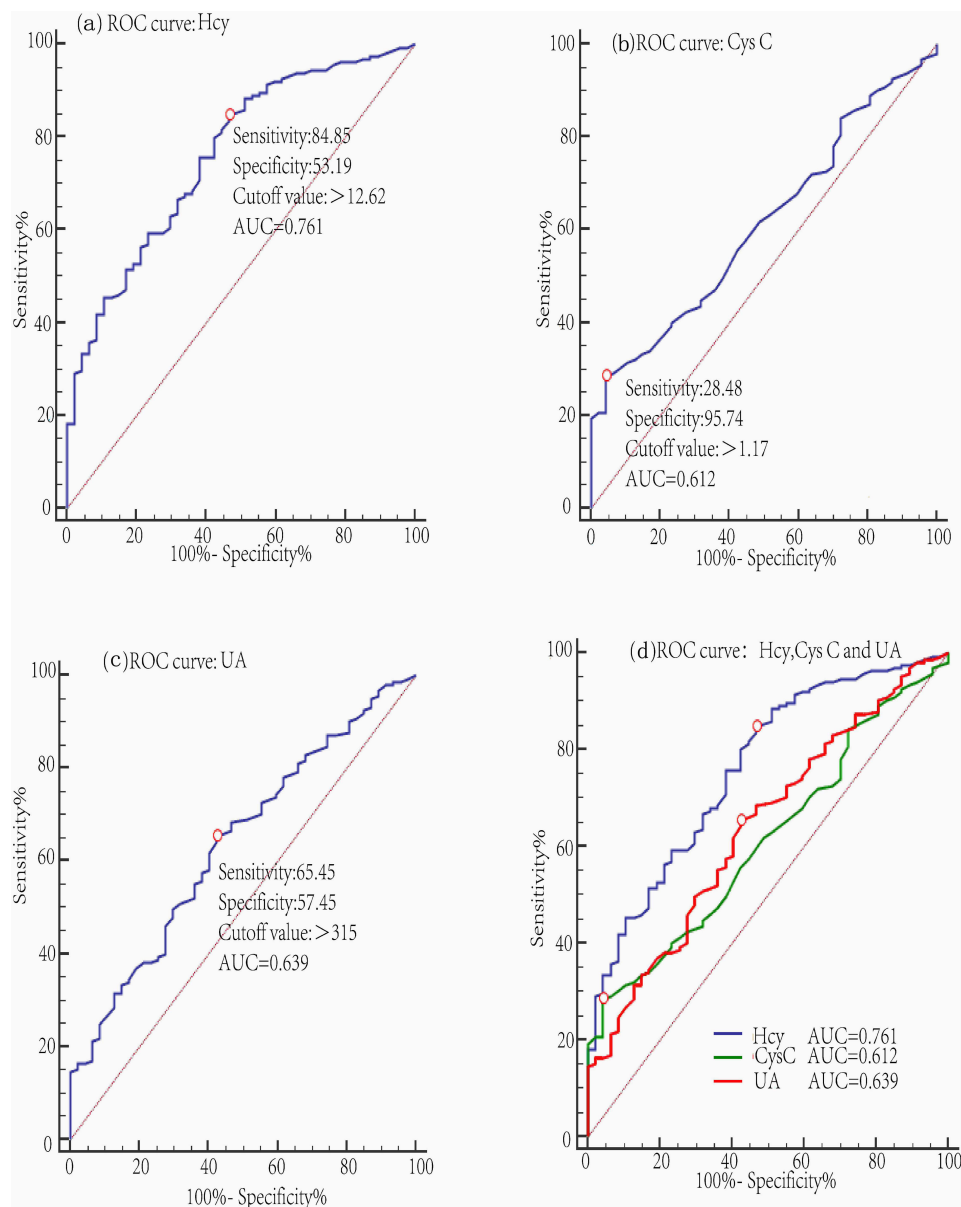 (a) ROC curve: Hcy
100
80
60
40
20
0
Sensitivity%
Sensitivity:84.85
Specificity:53.19
Cutoff value: >12.62
AUC=0.761
0 20 40 60 80 100
100%- Specificity%
(b)ROC curve: Cys C
100
80
60
40
20
0
Sensitivity%
Sensitivity:28.48
Specificity:95.74
Cutoff value: >1.17
AUC=0.612
0 20 40 60 80 100
100%- Specificity%
(c)ROC curve: UA
100
80
60
40
20
0
Sensitivity%
Sensitivity:65.45
Specificity:57.45
Cutoff value: >315
AUC=0.639
0 20 40 60 80 100
100%- Specificity%
(d)ROC curve: Hcy,Cys C and UA
100
80
60
40
20
0
Sensitivity%
Hcy AUC=0.761
CysC AUC=0.612
UA AUC=0.639
0 20 40 60 80 100
100%- Specificity%